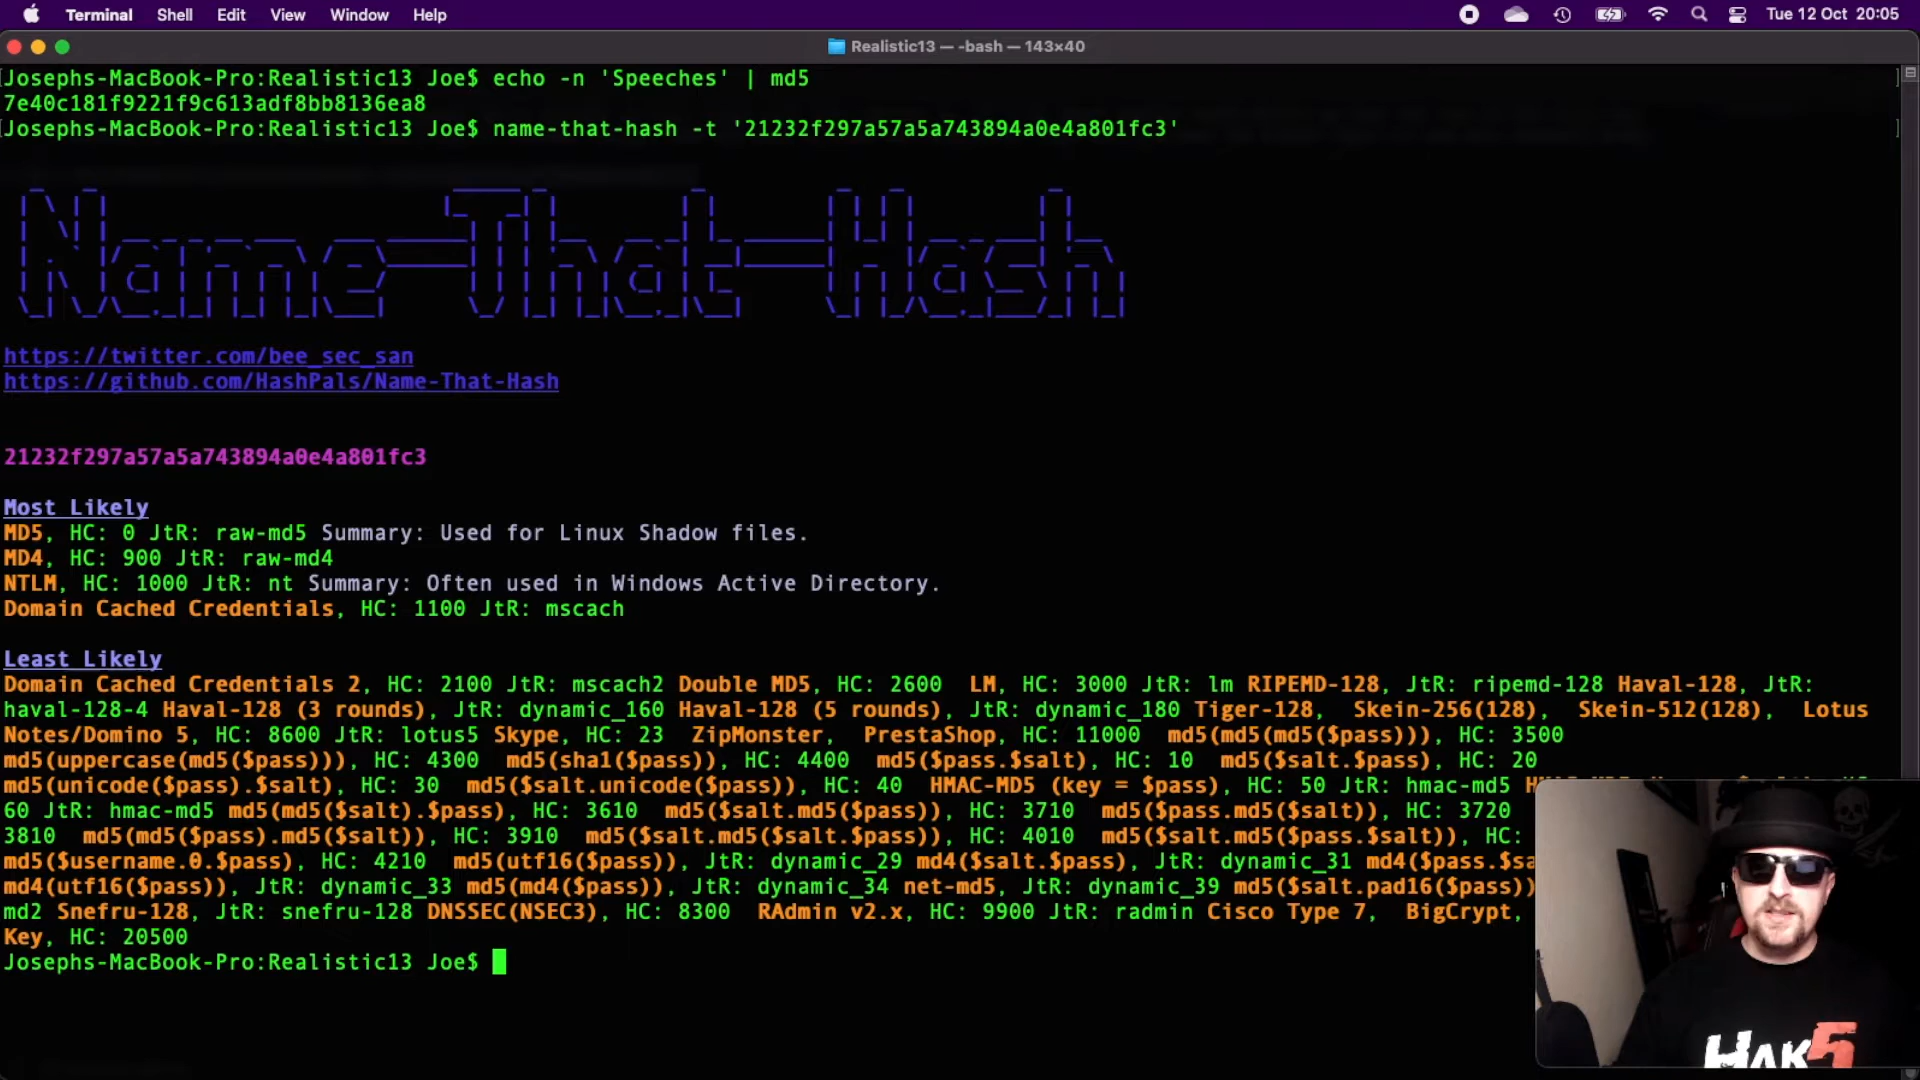 Terminal Shell Edit View Window Help Tue 12 Oct 20:05
Realistic13 — -bash — 143×40
Josephs-MacBook-Pro:Realistic13 Joe$ echo -n 'Speeches' | md5
7e40c181f9221f9c613adf8bb8136ea8
Josephs-MacBook-Pro:Realistic13 Joe$ name-that-hash -t '21232f297a57a5a743894a0e4a801fc3'
Name-That-Hash
https://twitter.com/bee_sec_san
https://github.com/HashPals/Name-That-Hash
21232f297a57a5a743894a0e4a801fc3
Most Likely
MD5, HC: 0 JtR: raw-md5 Summary: Used for Linux Shadow files.
MD4, HC: 900 JtR: raw-md4
NTLM, HC: 1000 JtR: nt Summary: Often used in Windows Active Directory.
Domain Cached Credentials, HC: 1100 JtR: mscach
Least Likely
Domain Cached Credentials 2, HC: 2100 JtR: mscach2 Double MD5, HC: 2600 LM, HC: 3000 JtR: lm RIPEMD-128, JtR: ripemd-128 Haval-128, JtR:
haval-128-4 Haval-128 (3 rounds), JtR: dynamic_160 Haval-128 (5 rounds), JtR: dynamic_180 Tiger-128, Skein-256(128), Skein-512(128), Lotus
Notes/Domino 5, HC: 8600 JtR: lotus5 Skype, HC: 23 ZipMonster, PrestaShop, HC: 11000 md5(md5(md5($pass))), HC: 3500
md5(uppercase(md5($pass))), HC: 4300 md5(sha1($pass)), HC: 4400 md5($pass.$salt), HC: 10 md5($salt.$pass), HC: 20
md5(unicode($pass).$salt), HC: 30 md5($salt.unicode($pass)), HC: 40 HMAC-MD5 (key = $pass), HC: 50 JtR: hmac-md5
60 JtR: hmac-md5 md5(md5($salt).$pass), HC: 3610 md5($salt.md5($pass)), HC: 3710 md5($pass.md5($salt)), HC: 3720
3810 md5(md5($pass).md5($salt)), HC: 3910 md5($salt.md5($salt.$pass)), HC: 4010 md5($salt.md5($pass.$salt)), HC:
md5($username.0.$pass), HC: 4210 md5(utf16($pass)), JtR: dynamic_29 md4($salt.$pass), JtR: dynamic_31 md4($pass.$sa
md4(utf16($pass)), JtR: dynamic_33 md5(md4($pass)), JtR: dynamic_34 net-md5, JtR: dynamic_39 md5($salt.pad16($pass))
md2 Snefru-128, JtR: snefru-128 DNSSEC(NSEC3), HC: 8300 RAdmin v2.x, HC: 9900 JtR: radmin Cisco Type 7, BigCrypt,
Key, HC: 20500
Josephs-MacBook-Pro:Realistic13 Joe$
HAK5